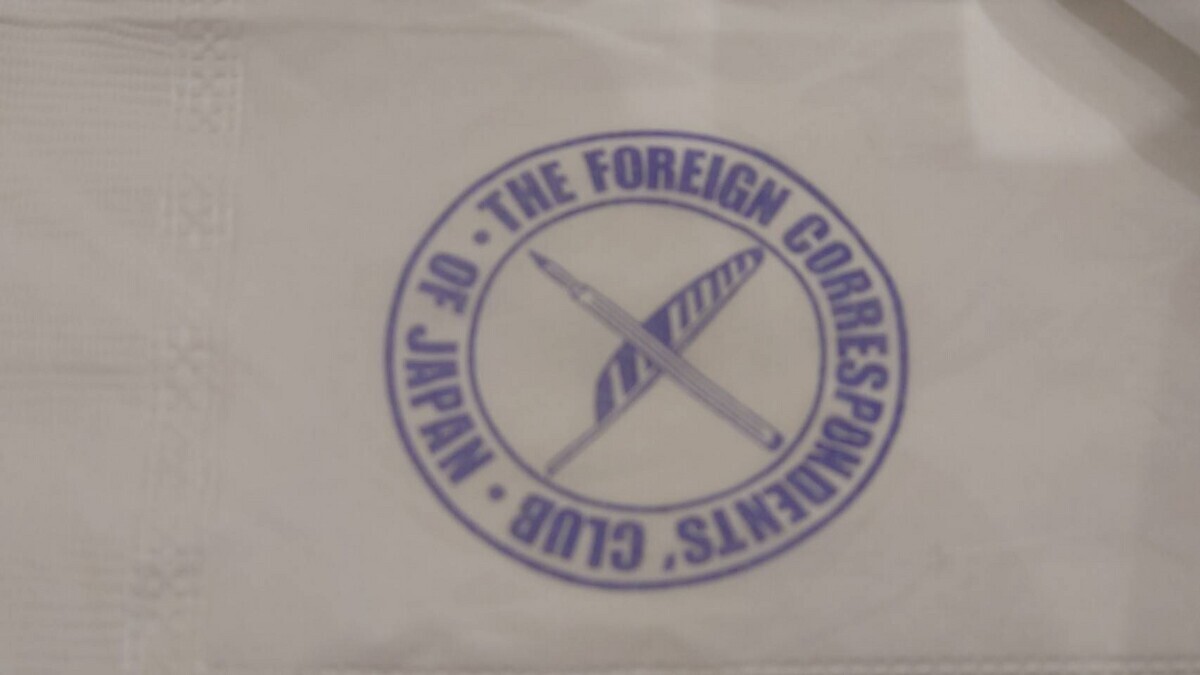 · THE FOREIGN CORRESPONDENTS' CLUB · OF JAPAN